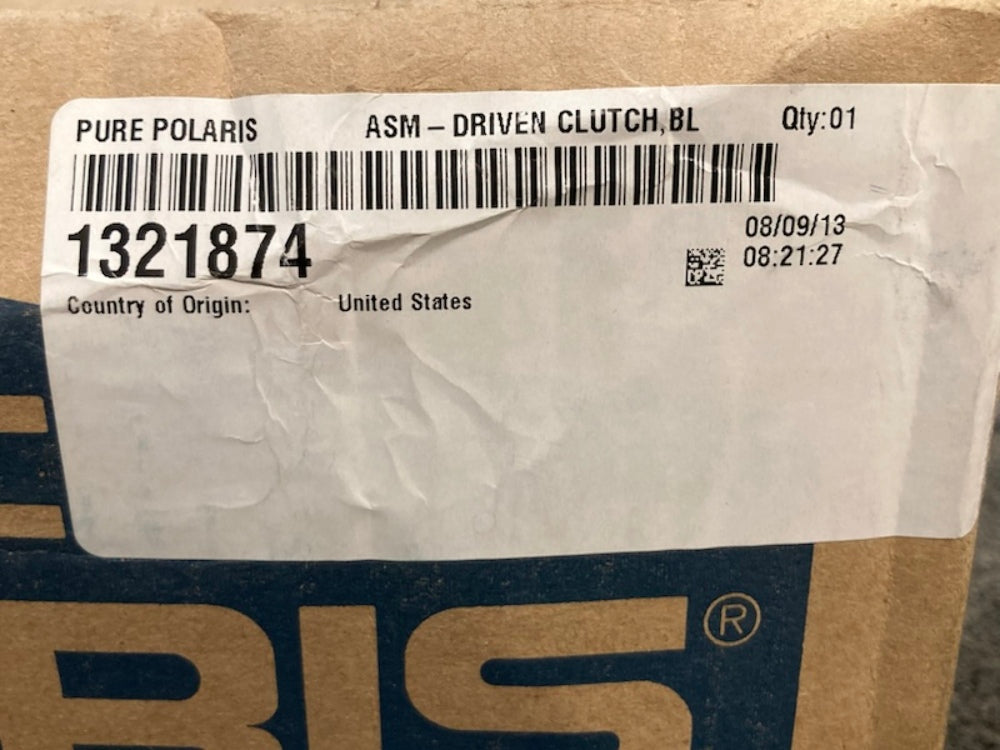 PURE POLARIS ASM – DRIVEN CLUTCH,BL Qty:01
1321874
08/09/13
08:21:27
Country of Origin: United States
RIS®